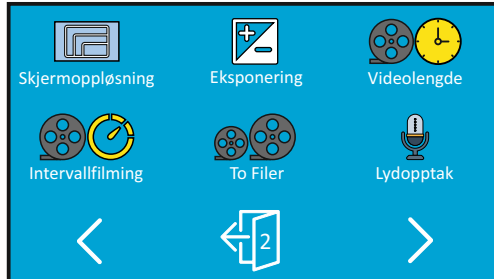 Skjermoppløsning Eksponering Videolengde
Intervallfilming To Filer Lydopptak
2